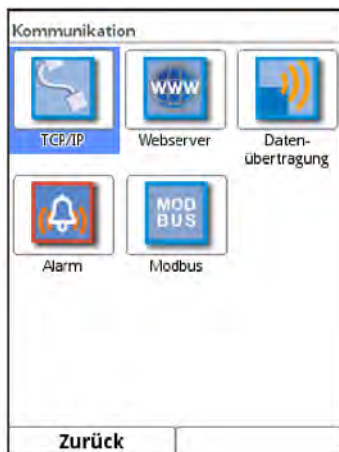 Kommunikation
www
TCP/IP
Webserver
Daten-
übertragung
MOD
BUS
Alarm
Modbus
Zurück